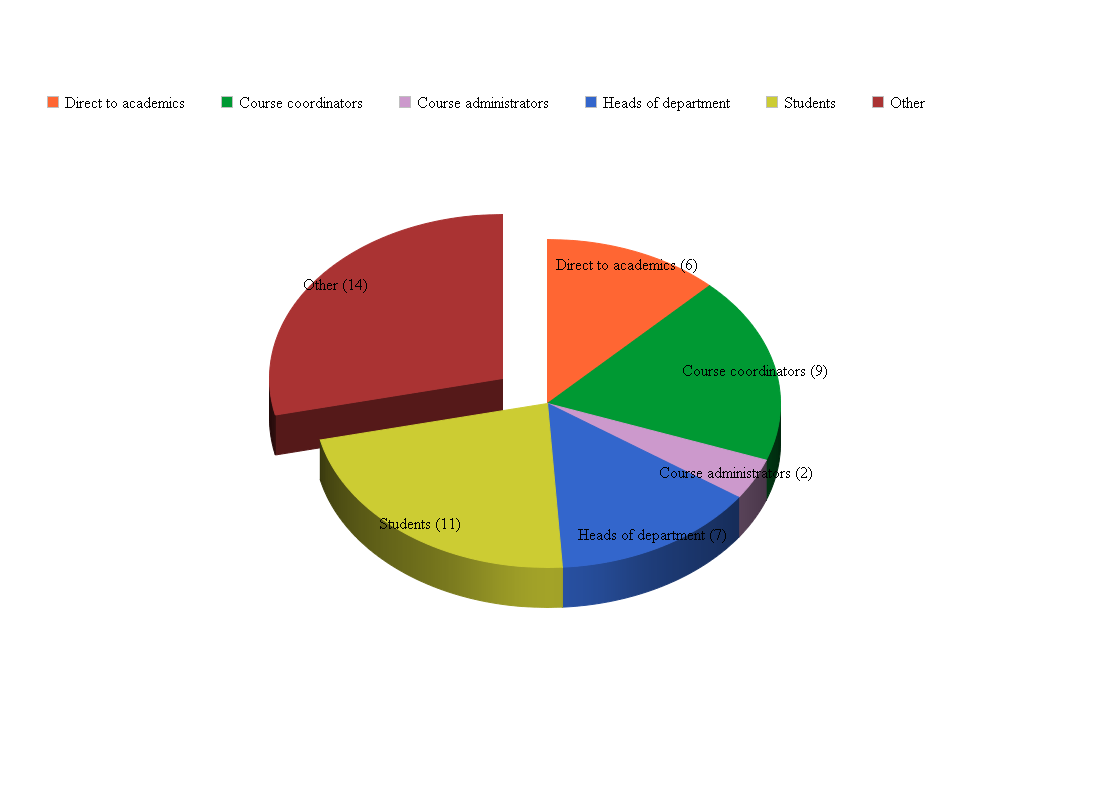 Direct to academics Course coordinators Course administrators Heads of department Students Other
Direct to academics (6)
Other (14)
Course coordinators (9)
Course administrators (2)
Students (11)
Heads of department (7)